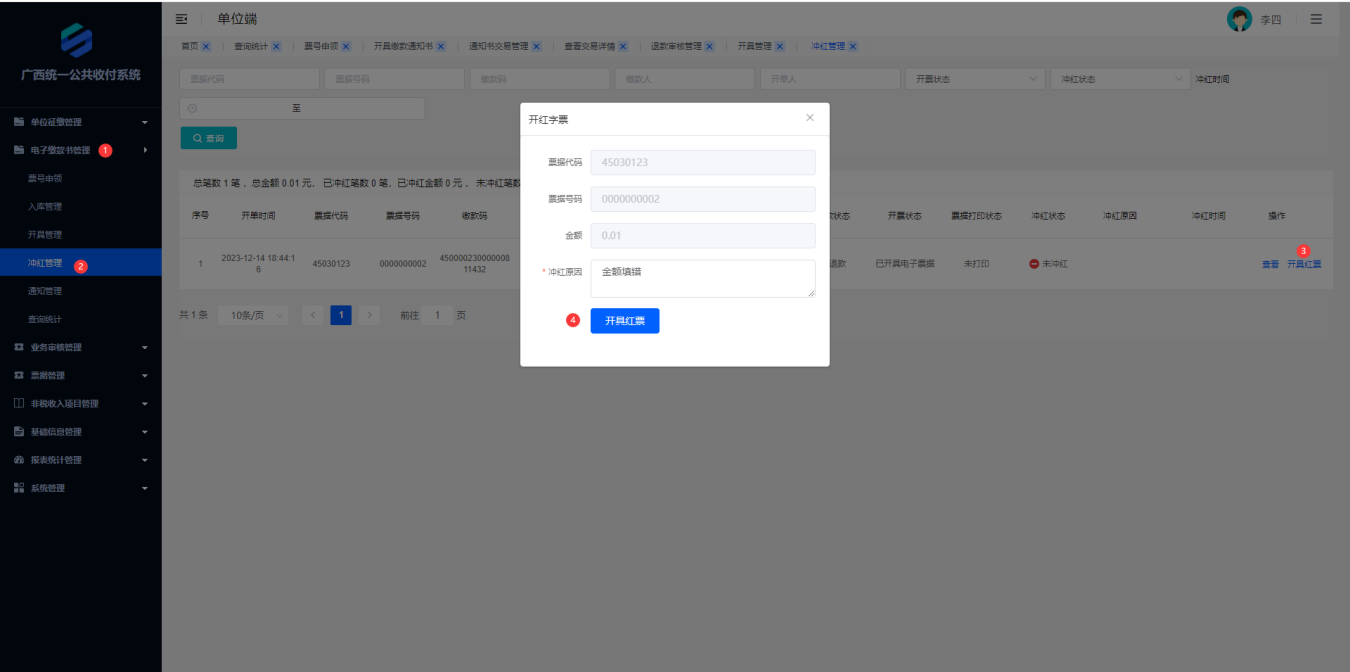 单位端
李四
广西统一公共收付系统
首页 查询统计 票号申领 开具缴款通知书 通知书交易管理 查看交易详情 退款审核管理 开具管理 冲红管理
票据代码 票据号码 缴款码 缴款人 开单人 开票状态 冲红状态 冲红时间
至
查询
单位征缴管理
电子缴款书管理 1
票号申领
入库管理
开具管理
冲红管理 2
通知管理
查询统计
业务审核管理
票据管理
非税收入项目管理
基础信息管理
报表统计管理
系统管理
总笔数 1 笔 ，总金额 0.01 元， 已冲红笔数 0 笔，已冲红金额 0 元 ， 未冲红笔数
序号 开单时间 票据代码 票据号码 缴款码 款状态 开票状态 票据打印状态 冲红状态 冲红原因 冲红时间 操作
1 2023-12-14 18:44:16 45030123 0000000002 45000023000000811432 退款 已开具电子票据 未打印 未冲红 查看 开具红票 3
共 1 条 10条/页 1 前往 1 页
开红字票
票据代码 45030123
票据号码 0000000002
金额 0.01
* 冲红原因 金额填错
4 开具红票